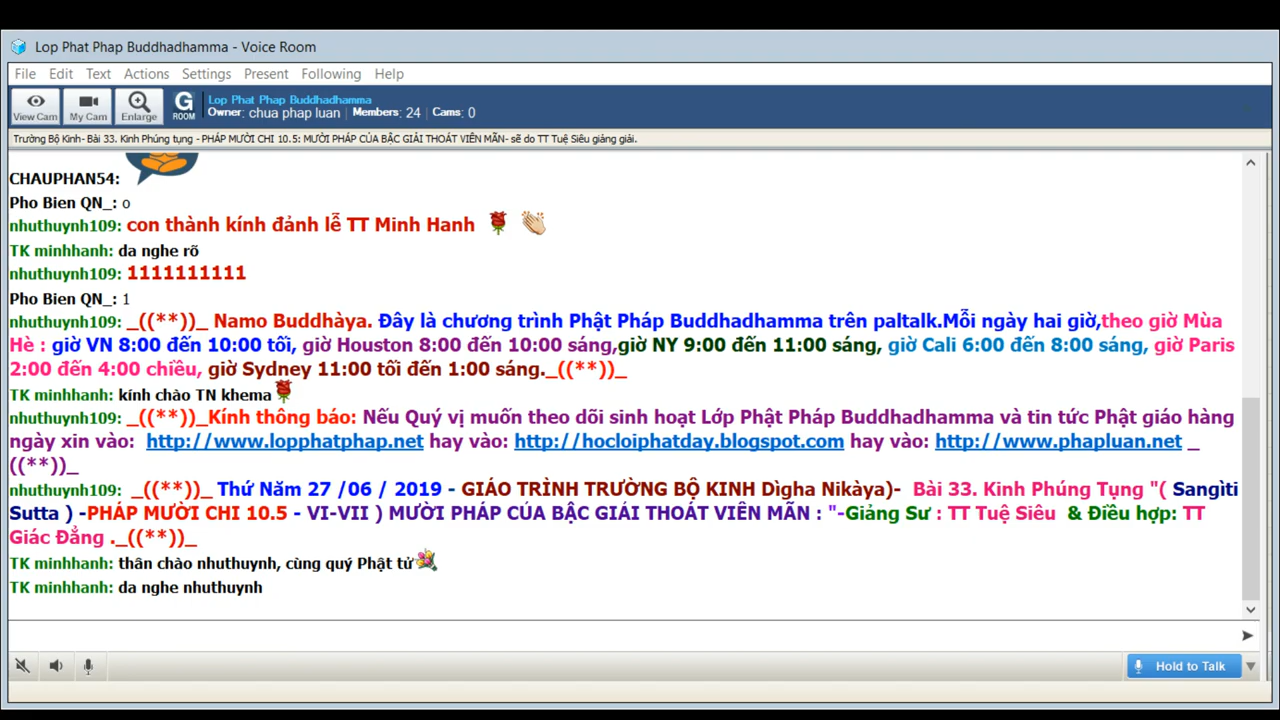 Lop Phat Phap Buddhadhamma - Voice Room
File Edit Text Actions Settings Present Following Help
View Cam My Cam Enlarge G ROOM
Lop Phat Phap Buddhadhamma
Owner: chua phap luan | Members: 24 | Cams: 0
Trường Bộ Kinh- Bài 33. Kinh Phúng tụng - PHÁP MƯỜI CHI 10.5: MƯỜI PHÁP CỦA BẬC GIẢI THOÁT VIÊN MÃN- sẽ do TT Tuệ Siêu giảng giải.
CHAUPHAN54:
Pho Bien QN_: o
nhuthuynh109: con thành kính đảnh lễ TT Minh Hanh
TK minhhanh: da nghe rõ
nhuthuynh109: 1111111111
Pho Bien QN_: 1
nhuthuynh109: _((**))_ Namo Buddhàya. Đây là chương trình Phật Pháp Buddhadhamma trên paltalk.Mỗi ngày hai giờ,theo giờ Mùa
Hè : giờ VN 8:00 đến 10:00 tối, giờ Houston 8:00 đến 10:00 sáng,giờ NY 9:00 đến 11:00 sáng, giờ Cali 6:00 đến 8:00 sáng, giờ Paris
2:00 đến 4:00 chiều, giờ Sydney 11:00 tối đến 1:00 sáng._((**))_
TK minhhanh: kính chào TN khema
nhuthuynh109: _((**))_Kính thông báo: Nếu Quý vị muốn theo dõi sinh hoạt Lớp Phật Pháp Buddhadhamma và tin tức Phật giáo hàng
ngày xin vào: http://www.lopphatphap.net hay vào: http://hocloiphatday.blogspot.com hay vào: http://www.phapluan.net _
((**))_
nhuthuynh109: _((**))_ Thứ Năm 27 /06 / 2019 - GIÁO TRÌNH TRƯỜNG BỘ KINH Dìgha Nikàya)- Bài 33. Kinh Phúng Tụng "( Sangìti
Sutta ) -PHÁP MƯỜI CHI 10.5 - VI-VII ) MƯỜI PHÁP CÚA BẬC GIÁI THOÁT VIÊN MÃN : "-Giảng Sư : TT Tuệ Siêu & Điều hợp: TT
Giác Đẳng ._((**))_
TK minhhanh: thân chào nhuthuynh, cùng quý Phật tử
TK minhhanh: da nghe nhuthuynh
Hold to Talk